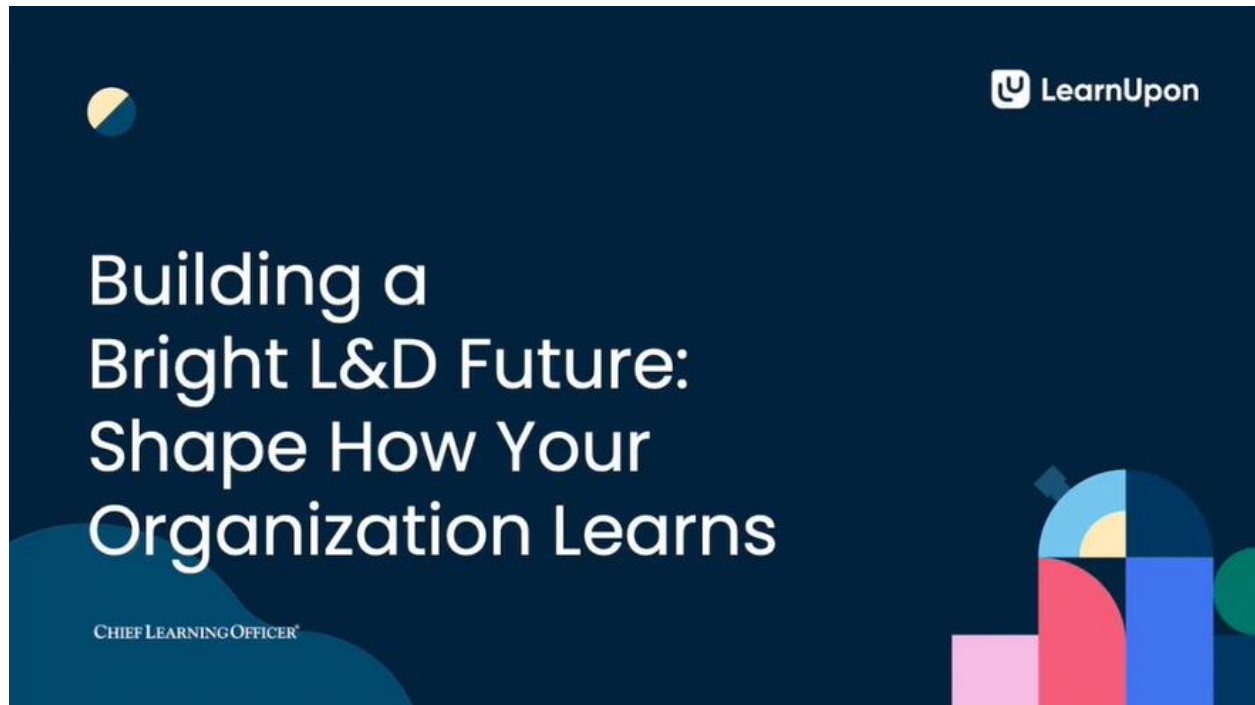 LearnUpon
Building a
Bright L&D Future:
Shape How Your
Organization Learns
CHIEF LEARNING OFFICER®